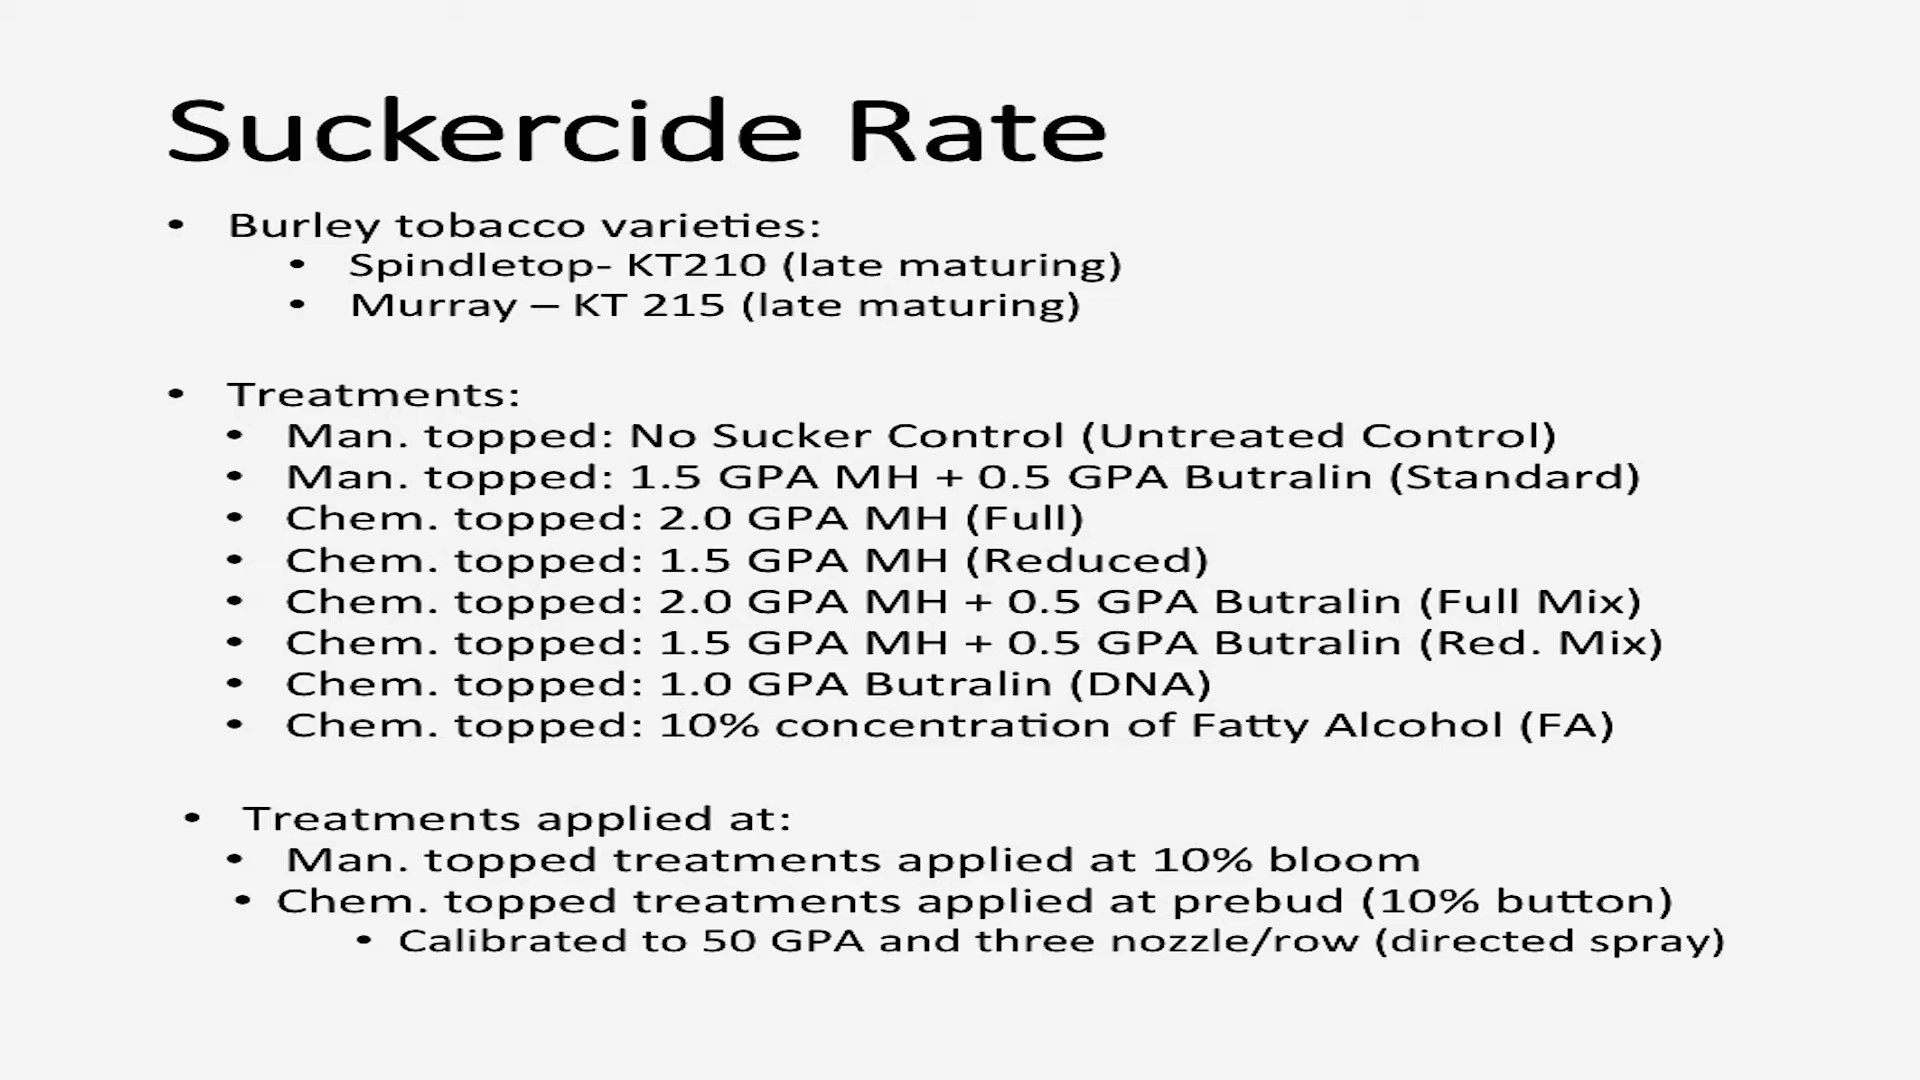 Suckercide Rate
• Burley tobacco varieties:
• Spindletop- KT210 (late maturing)
• Murray – KT 215 (late maturing)
• Treatments:
• Man. topped: No Sucker Control (Untreated Control)
• Man. topped: 1.5 GPA MH + 0.5 GPA Butralin (Standard)
• Chem. topped: 2.0 GPA MH (Full)
• Chem. topped: 1.5 GPA MH (Reduced)
• Chem. topped: 2.0 GPA MH + 0.5 GPA Butralin (Full Mix)
• Chem. topped: 1.5 GPA MH + 0.5 GPA Butralin (Red. Mix)
• Chem. topped: 1.0 GPA Butralin (DNA)
• Chem. topped: 10% concentration of Fatty Alcohol (FA)
• Treatments applied at:
• Man. topped treatments applied at 10% bloom
• Chem. topped treatments applied at prebud (10% button)
• Calibrated to 50 GPA and three nozzle/row (directed spray)